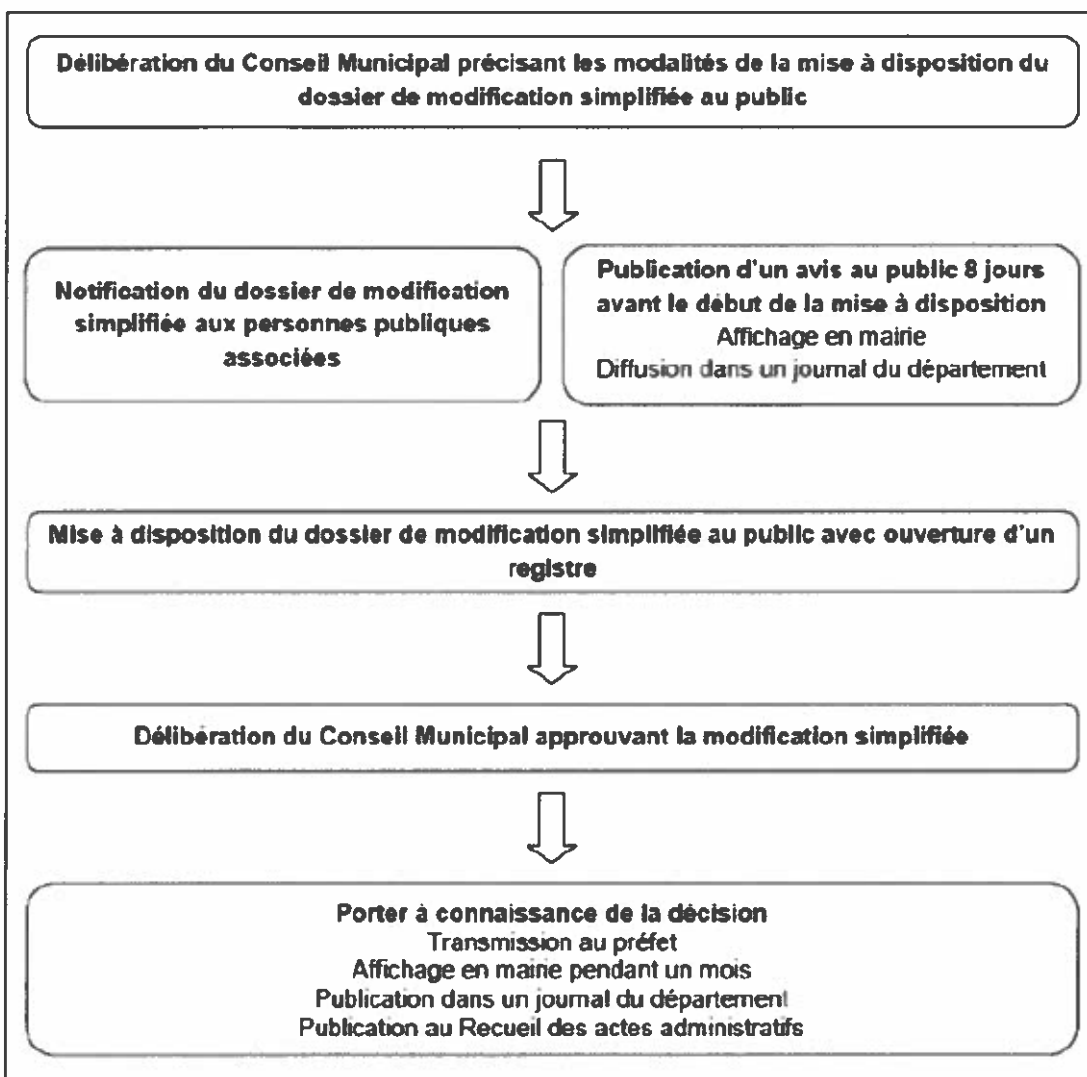 Délibération du Conseil Municipal précisant les modalités de la mise à disposition du
dossier de modification simplifiée au public
Notification du dossier de modification
simplifiée aux personnes publiques
associées
Publication d'un avis au public 8 jours
avant le début de la mise à disposition
Affichage en mairie
Diffusion dans un journal du département
Mise à disposition du dossier de modification simplifiée au public avec ouverture d'un
registre
Délibération du Conseil Municipal approuvant la modification simplifiée
Porter à connaissance de la décision
Transmission au préfet
Affichage en mairie pendant un mois
Publication dans un journal du département
Publication au Recueil des actes administratifs